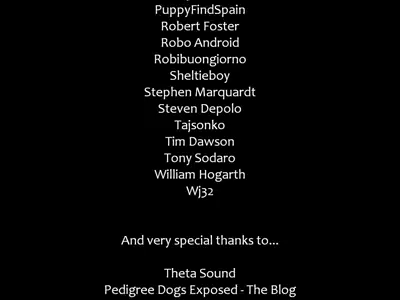 PuppyFindSpain
Robert Foster
Robo Android
Robibuongiorno
Sheltieboy
Stephen Marquardt
Steven Depolo
Tajsonko
Tim Dawson
Tony Sodaro
William Hogarth
Wj32
And very special thanks to...
Theta Sound
Pedigree Dogs Exposed - The Blog